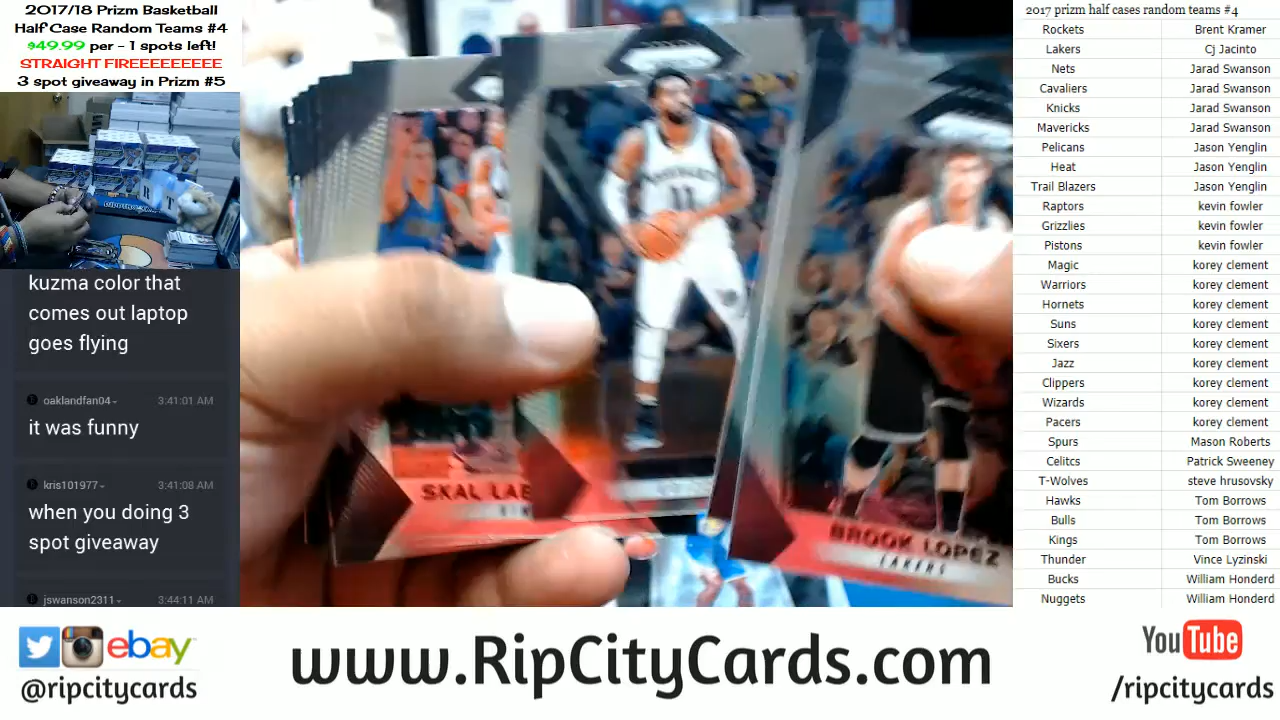 2017/18 Prizm Basketball
Half Case Random Teams #4
$49.99 per - 1 spots left!
STRAIGHT FIREEEEEEEEE
3 spot giveaway in Prizm #5
kuzma color that
comes out laptop
goes flying
oaklandfan04
3:41:01 AM
it was funny
kris101977
3:41:08 AM
when you doing 3
spot giveaway
jswanson2311
3:44:11 AM
SKAL LAB
11
BROOK LOPEZ
LAKERS
2017 prizm half cases random teams #4
Rockets Brent Kramer
Lakers Cj Jacinto
Nets Jarad Swanson
Cavaliers Jarad Swanson
Knicks Jarad Swanson
Mavericks Jarad Swanson
Pelicans Jason Yenglin
Heat Jason Yenglin
Trail Blazers Jason Yenglin
Raptors kevin fowler
Grizzlies kevin fowler
Pistons kevin fowler
Magic korey clement
Warriors korey clement
Hornets korey clement
Suns korey clement
Sixers korey clement
Jazz korey clement
Clippers korey clement
Wizards korey clement
Pacers korey clement
Spurs Mason Roberts
Celitcs Patrick Sweeney
T-Wolves steve hrusovsky
Hawks Tom Borrows
Bulls Tom Borrows
Kings Tom Borrows
Thunder Vince Lyzinski
Bucks William Honderd
Nuggets William Honderd
ebay
@ripcitycards
www.RipCityCards.com
YouTube
/ripcitycards